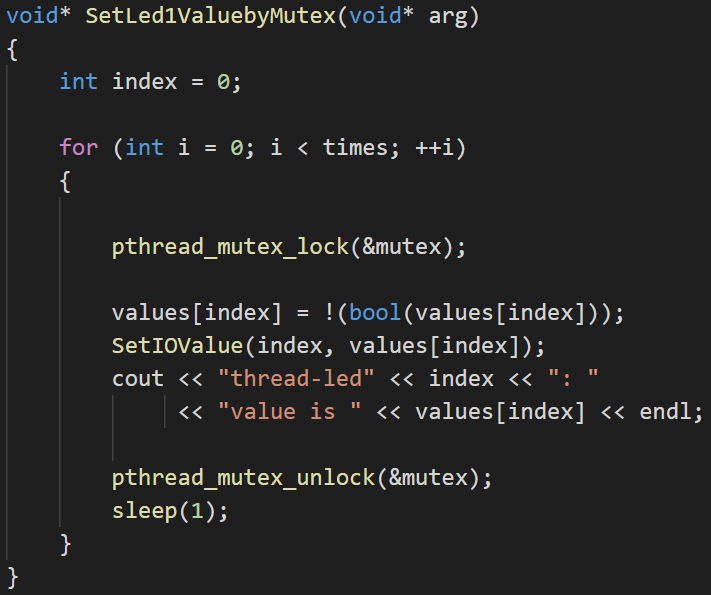 void* SetLed1ValuebyMutex(void* arg)
{
    int index = 0;
    for (int i = 0; i < times; ++i)
    {
        pthread_mutex_lock(&mutex);
        values[index] = !(bool(values[index]));
        SetIOValue(index, values[index]);
        cout << "thread-led" << index << ": "
             << "value is " << values[index] << endl;
        pthread_mutex_unlock(&mutex);
        sleep(1);
    }
}